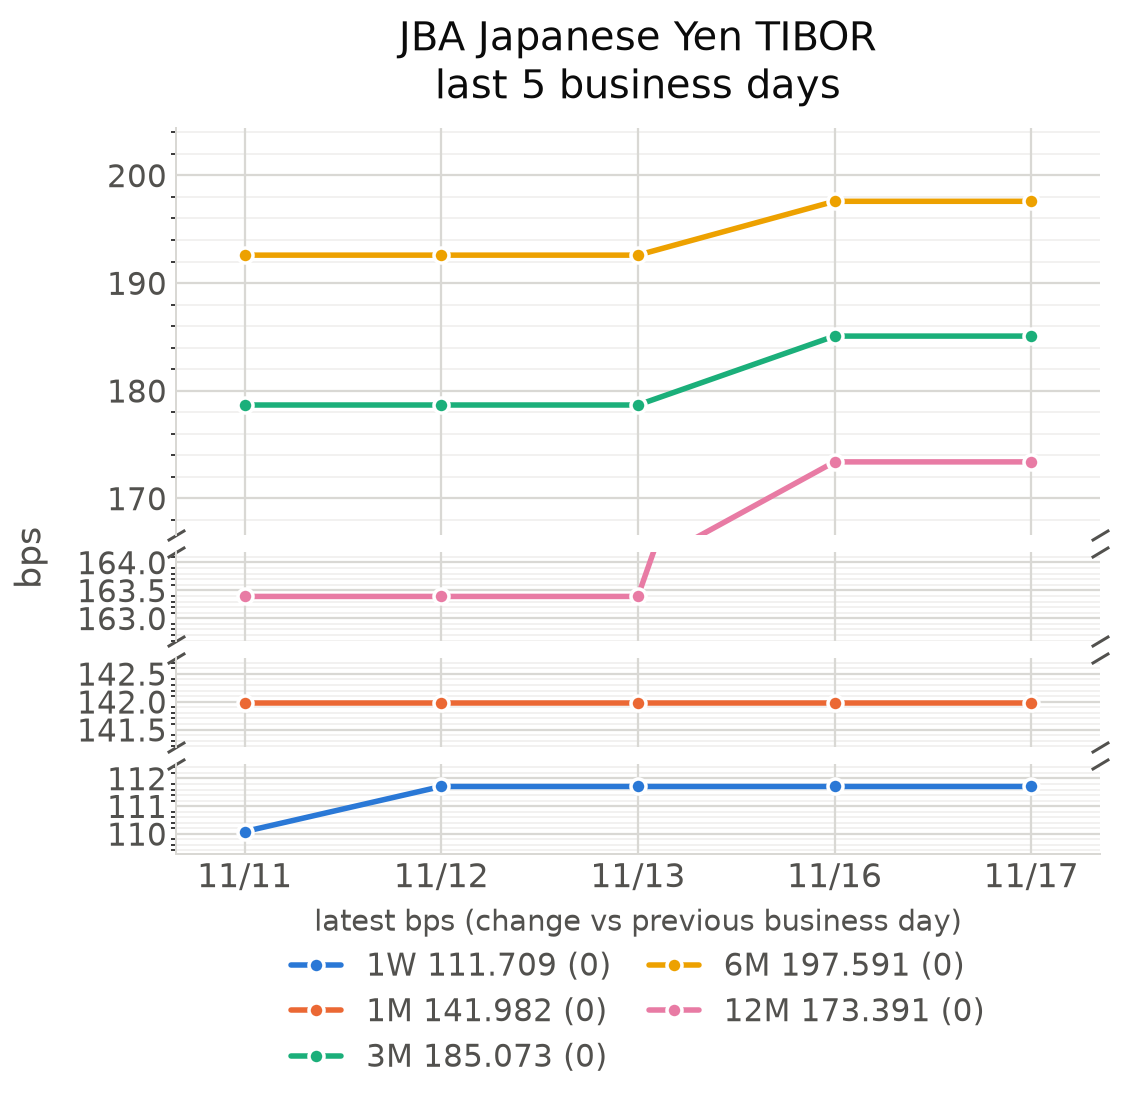 JBA Japanese Yen TIBOR
last 5 business days
200
190
180
170
bps
164.0
163.5
163.0
142.5
142.0
141.5
112
111
110
11/11 11/12 11/13 11/16 11/17
latest bps (change vs previous business day)
1W 111.709 (0) 6M 197.591 (0)
1M 141.982 (0) 12M 173.391 (0)
3M 185.073 (0)